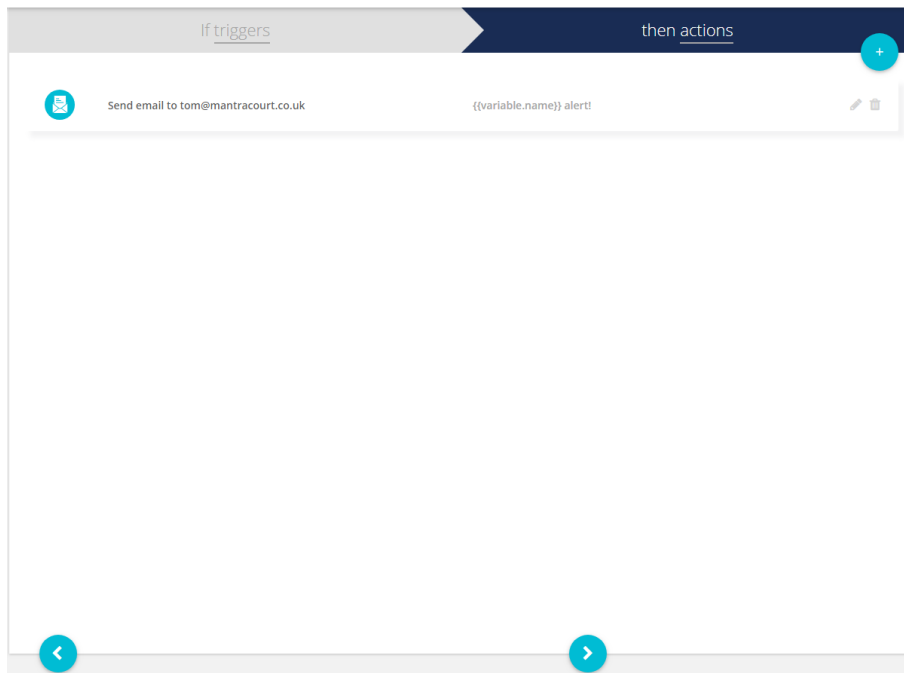 If triggers
then actions
+
Send email to tom@mantracourt.co.uk
{{variable.name}} alert!